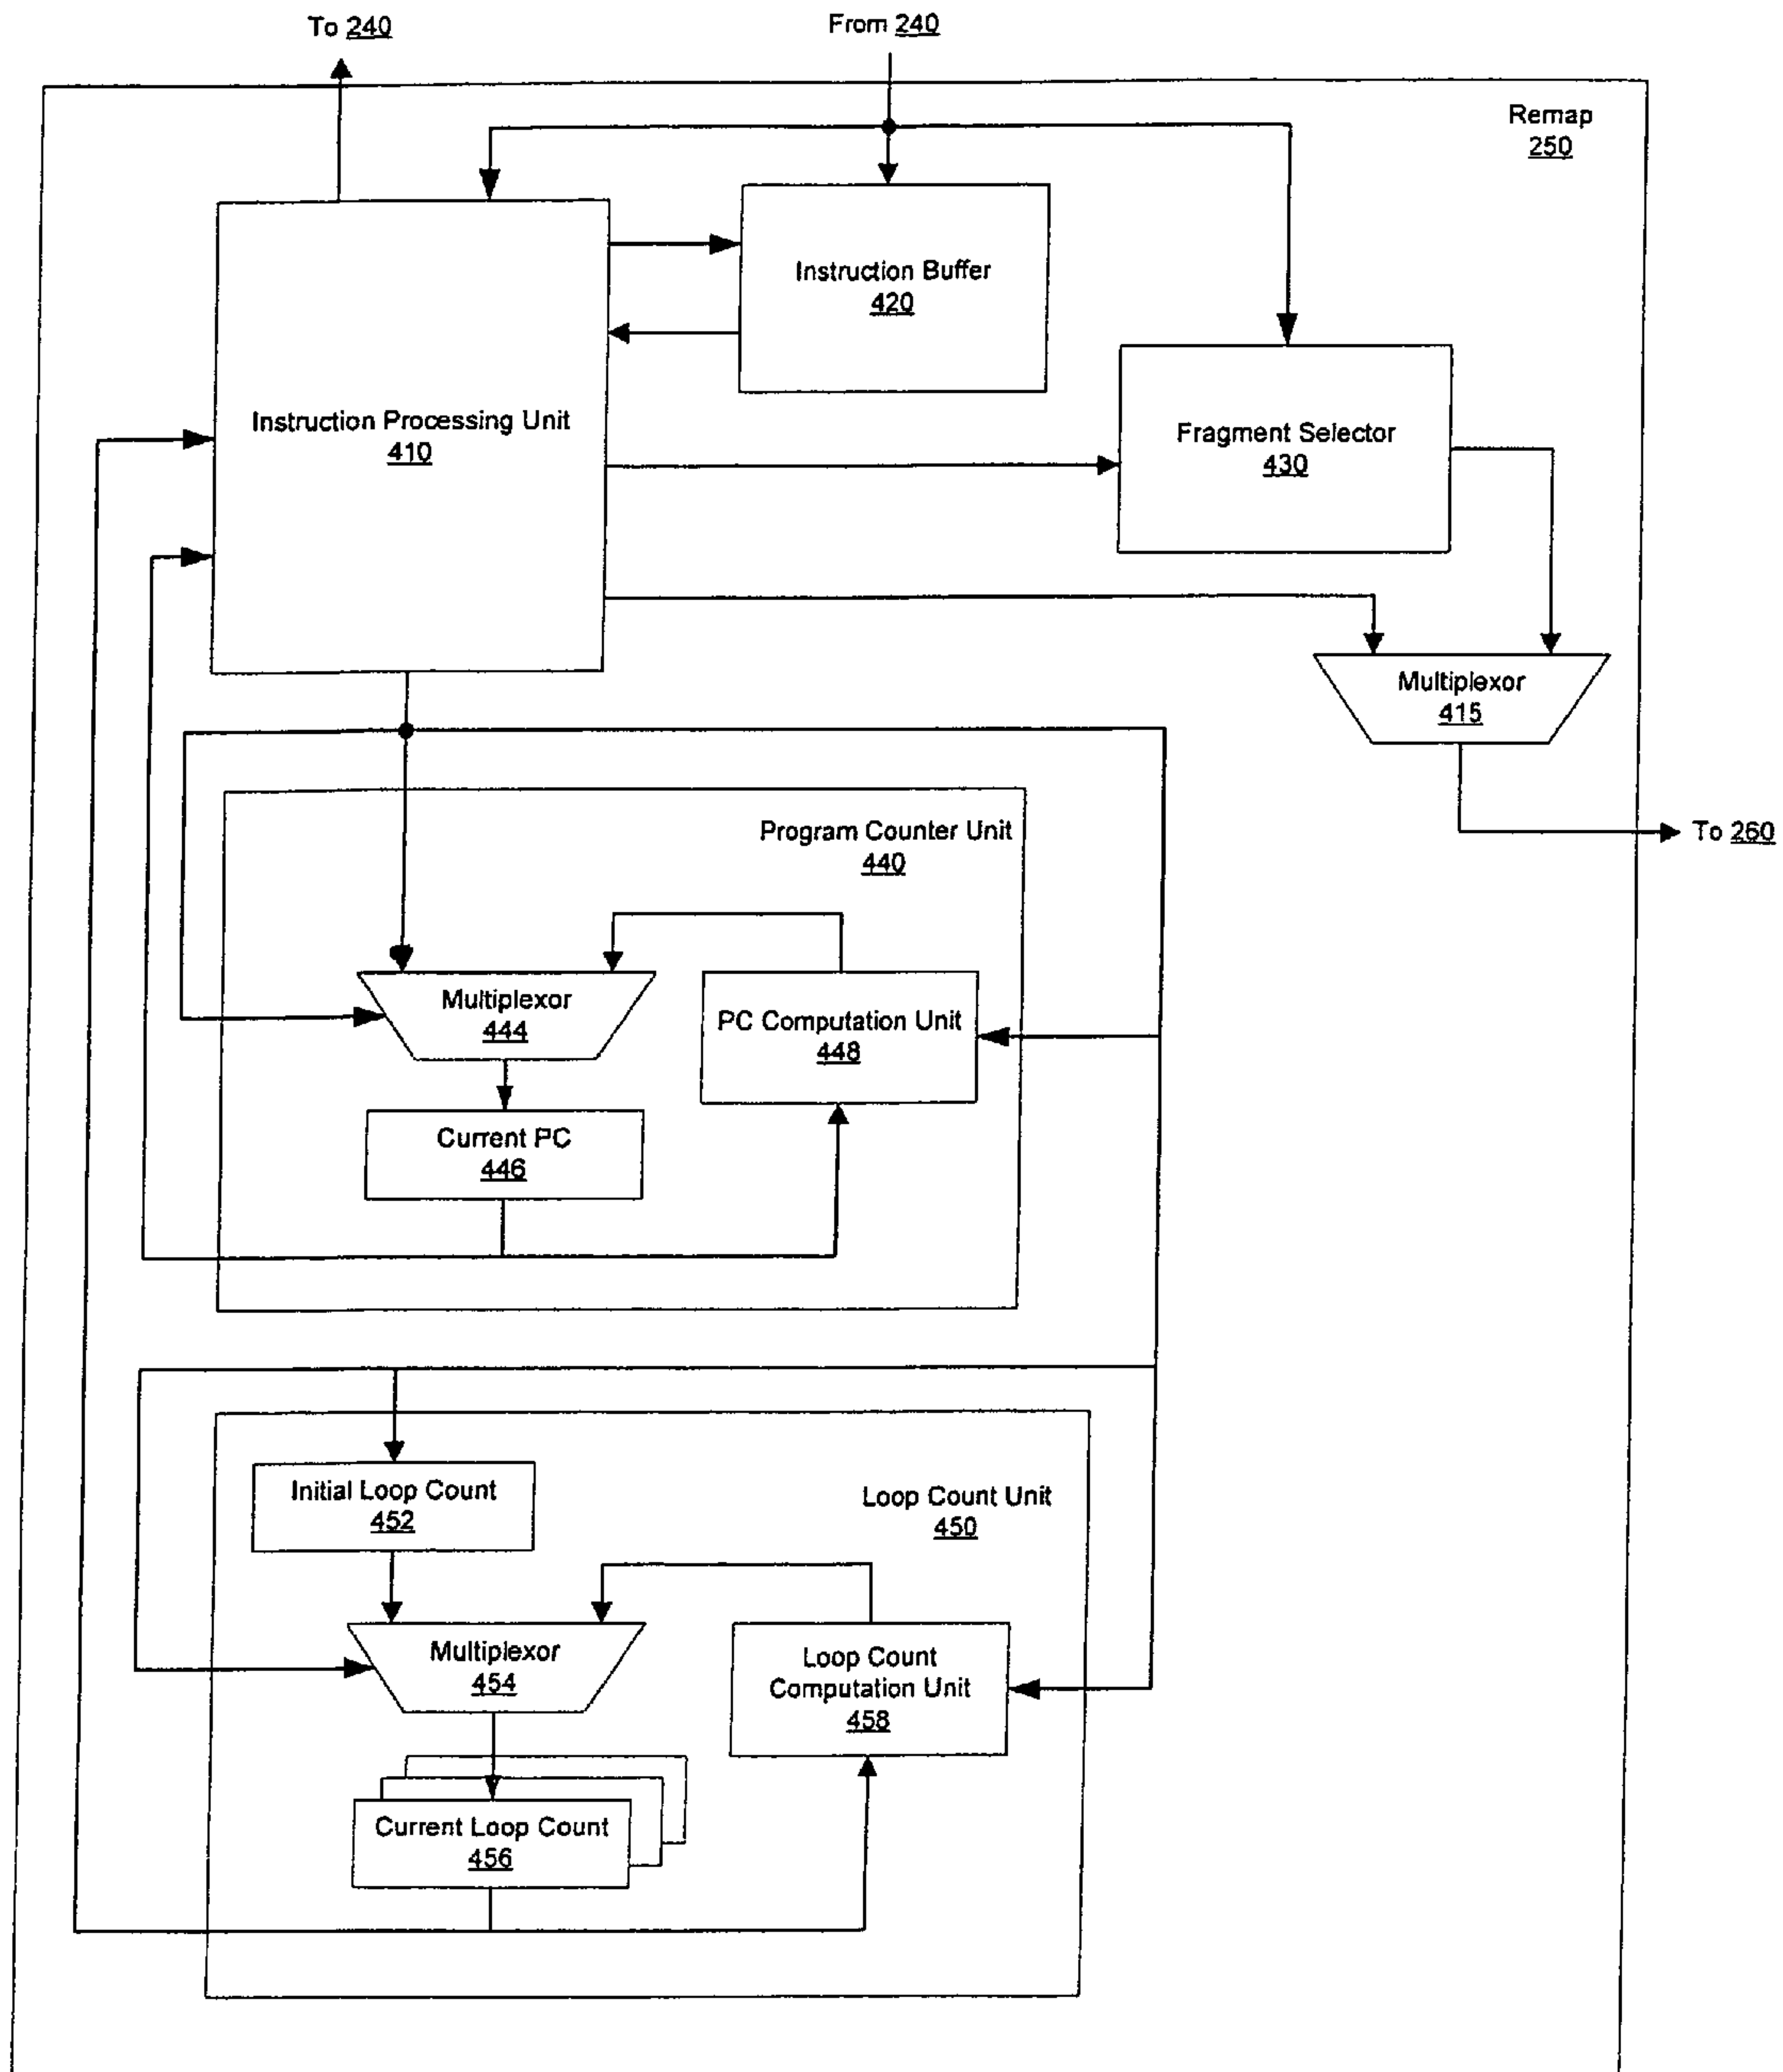 To 240
From 240
Remap
250
Instruction Buffer
420
Instruction Processing Unit
410
Fragment Selector
430
Multiplexor
415
To 260
Program Counter Unit
440
Multiplexor
444
PC Computation Unit
448
Current PC
446
Initial Loop Count
452
Loop Count Unit
450
Multiplexor
454
Loop Count
Computation Unit
458
Current Loop Count
456